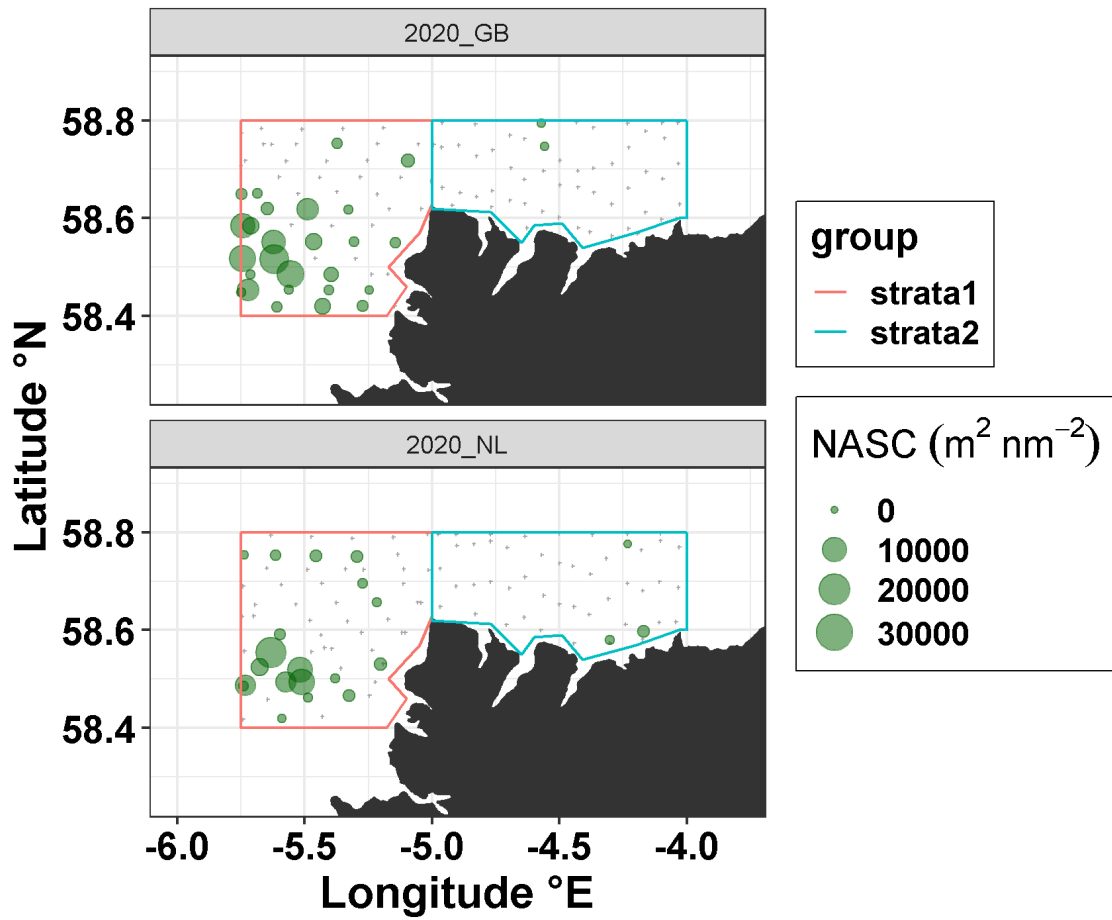 2020_GB
58.8
58.6
58.4
2020_NL
58.8
58.6
58.4
-6.0 -5.5 -5.0 -4.5 -4.0
Longitude °E
Latitude °N
group
strata1
strata2
NASC (m² nm⁻²)
0
10000
20000
30000